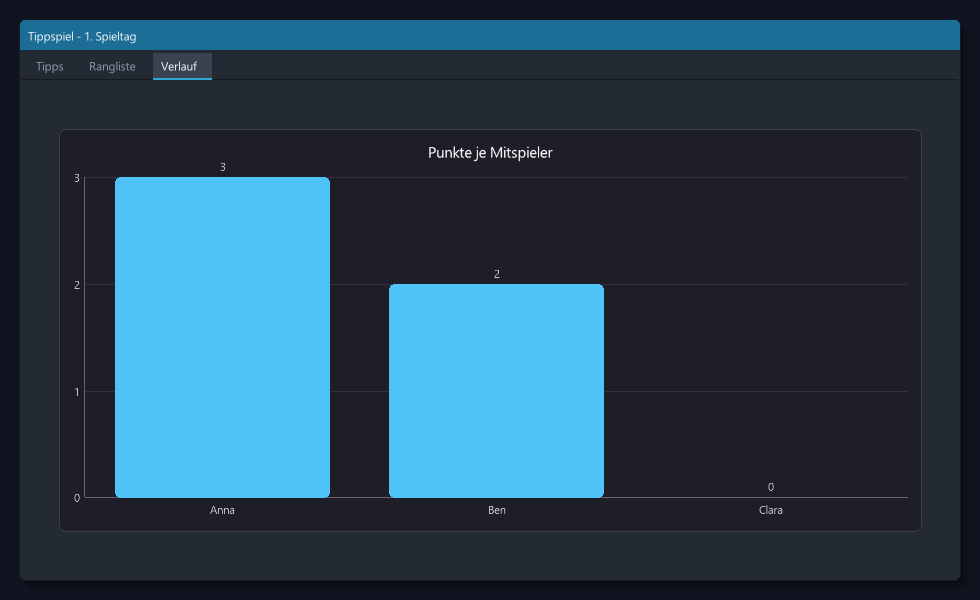 Tippspiel - 1. Spieltag
Tipps Rangliste Verlauf
Punkte je Mitspieler
3
3
2
2
1
0
0
Anna Ben Clara